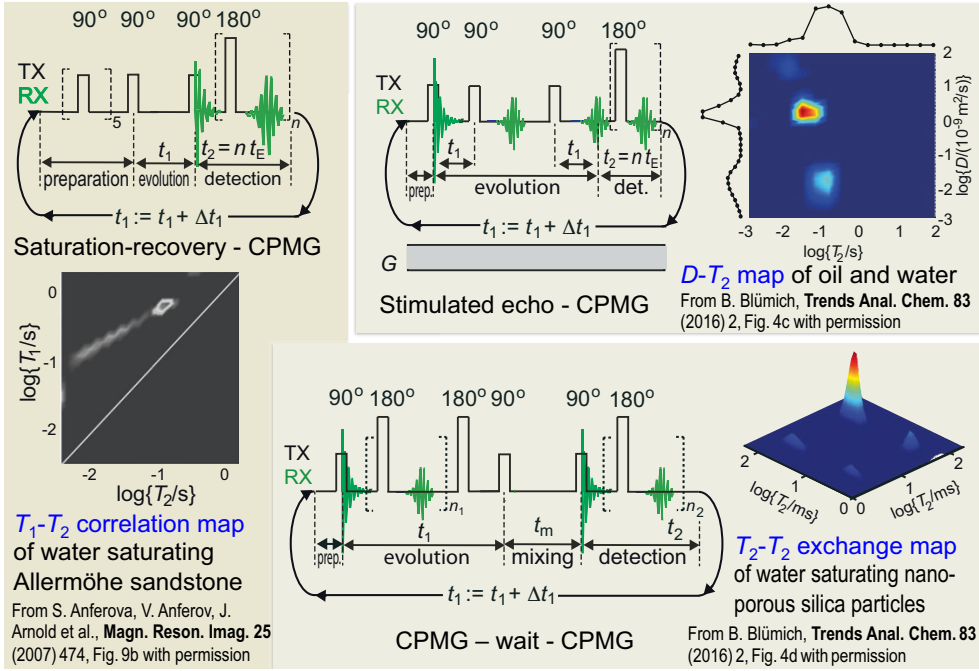 90° 90° 90° 180°
TX
RX
5
n
t₁
t₂ = n tE
preparation evolution detection
t₁ := t₁ + Δt₁
Saturation-recovery - CPMG
0
-1
-2
log{T₁/s}
-2 -1 0
log{T₂/s}
T₁-T₂ correlation map
of water saturating
Allermöhe sandstone
From S. Anferova, V. Anferov, J.
Arnold et al., Magn. Reson. Imag. 25
(2007) 474, Fig. 9b with permission
90° 90° 90° 180°
TX
RX
n
t₁ t₁ t₂ = n tE
prep. evolution det.
t₁ := t₁ + Δt₁
G
Stimulated echo - CPMG
2
1
0
-1
-2
-3
log{D/(10⁻⁹ m²/s)}
-3 -2 -1 0 1 2
log{T₂/s}
D-T₂ map of oil and water
From B. Blümich, Trends Anal. Chem. 83
(2016) 2, Fig. 4c with permission
90° 180° 180° 90° 90° 180°
TX
RX
n₁
n₂
t₁ tm t₂
prep. evolution mixing detection
t₁ := t₁ + Δt₁
CPMG – wait - CPMG
2 1 0 0 1 2
log{T₂/ms} log{T₂/ms}
T₂-T₂ exchange map
of water saturating nano-
porous silica particles
From B. Blümich, Trends Anal. Chem. 83
(2016) 2, Fig. 4d with permission